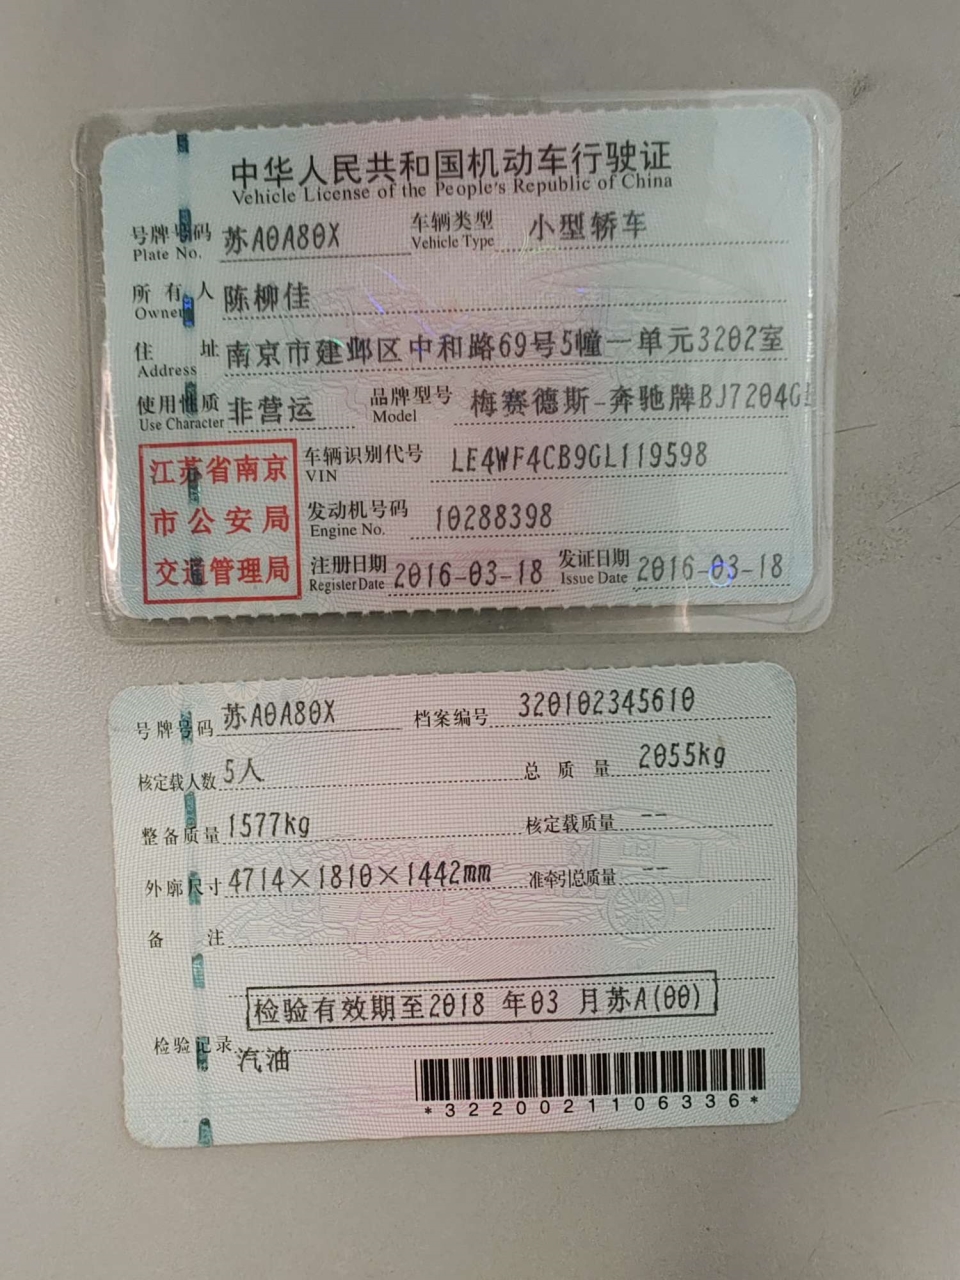 中华人民共和国机动车行驶证
Vehicle License of the People's Republic of China
号牌号码 苏A0A80X 车辆类型 小型轿车
Plate No. Vehicle Type
所有人 陈柳佳
Owner
住址 南京市建邺区中和路69号5幢一单元3202室
Address
使用性质 非营运 品牌型号 梅赛德斯-奔驰牌BJ7204G
Use Character Model
江苏省南京
市公安局
交通管理局
车辆识别代号 LE4WF4CB9GL119598
VIN
发动机号码 10288398
Engine No.
注册日期 2016-03-18 发证日期 2016-03-18
Register Date Issue Date
号牌号码 苏A0A80X 档案编号 320102345610
核定载人数 5人 总质量 2055kg
整备质量 1577kg 核定载质量 --
外廓尺寸 4714×1810×1442mm 准牵引总质量 --
备注
检验有效期至2018 年03 月苏A(00)
检验记录 汽油
*3220021106336*